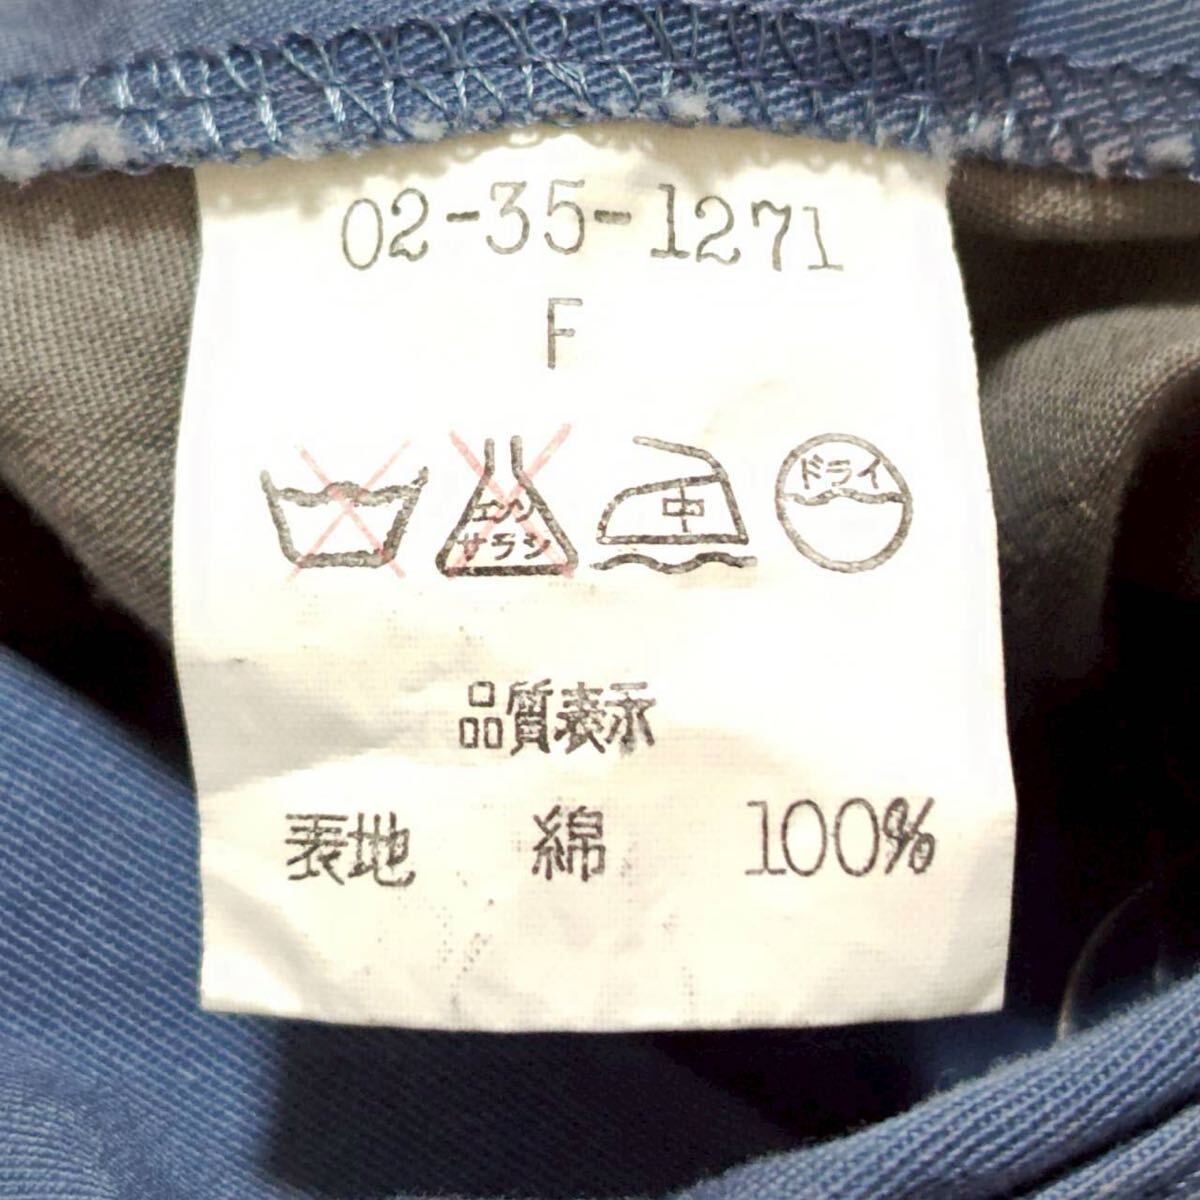 02-35-1271
F
エンソ
サラシ
中
ドライ
品質表示
表地 綿 100%